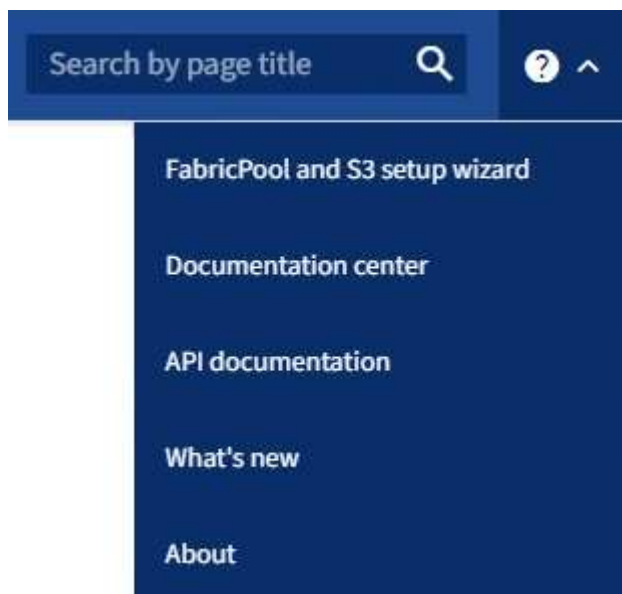 Search by page title
FabricPool and S3 setup wizard
Documentation center
API documentation
What's new
About